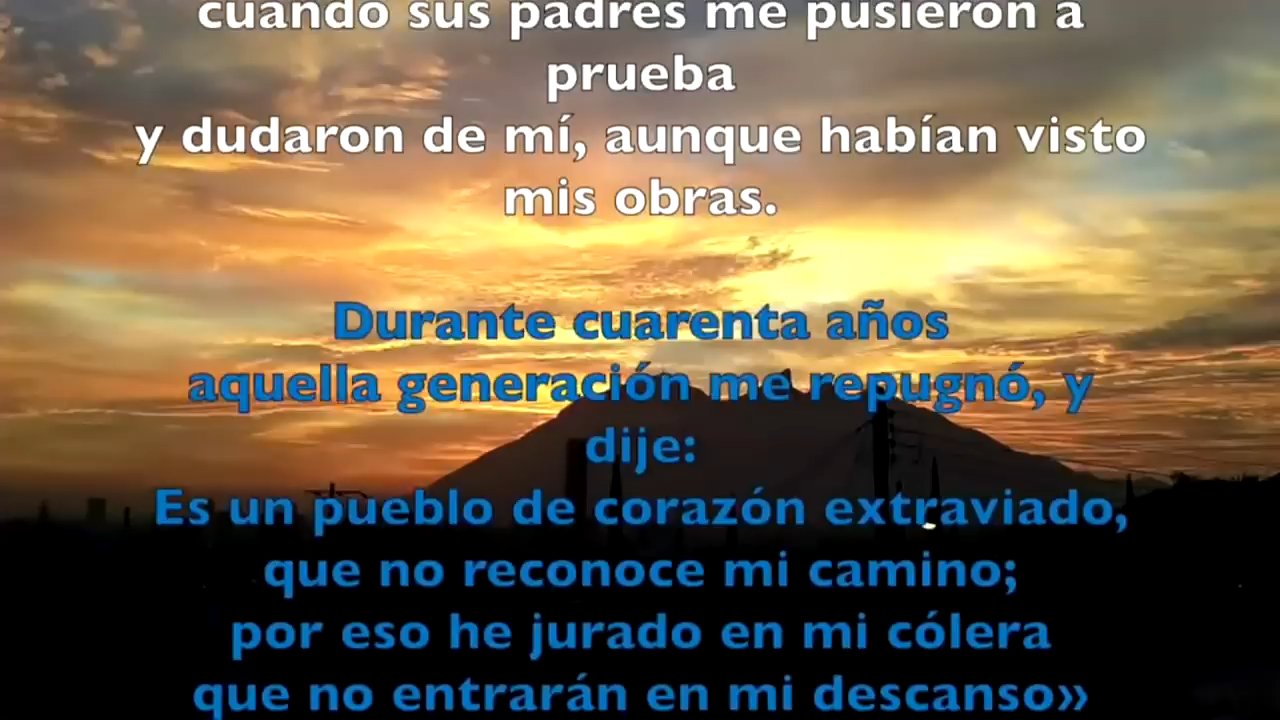 cuando sus padres me pusieron a
prueba
y dudaron de mí, aunque habían visto
mis obras.
Durante cuarenta años
aquella generación me repugnó, y
dije:
Es un pueblo de corazón extraviado,
que no reconoce mi camino;
por eso he jurado en mi cólera
que no entrarán en mi descanso»